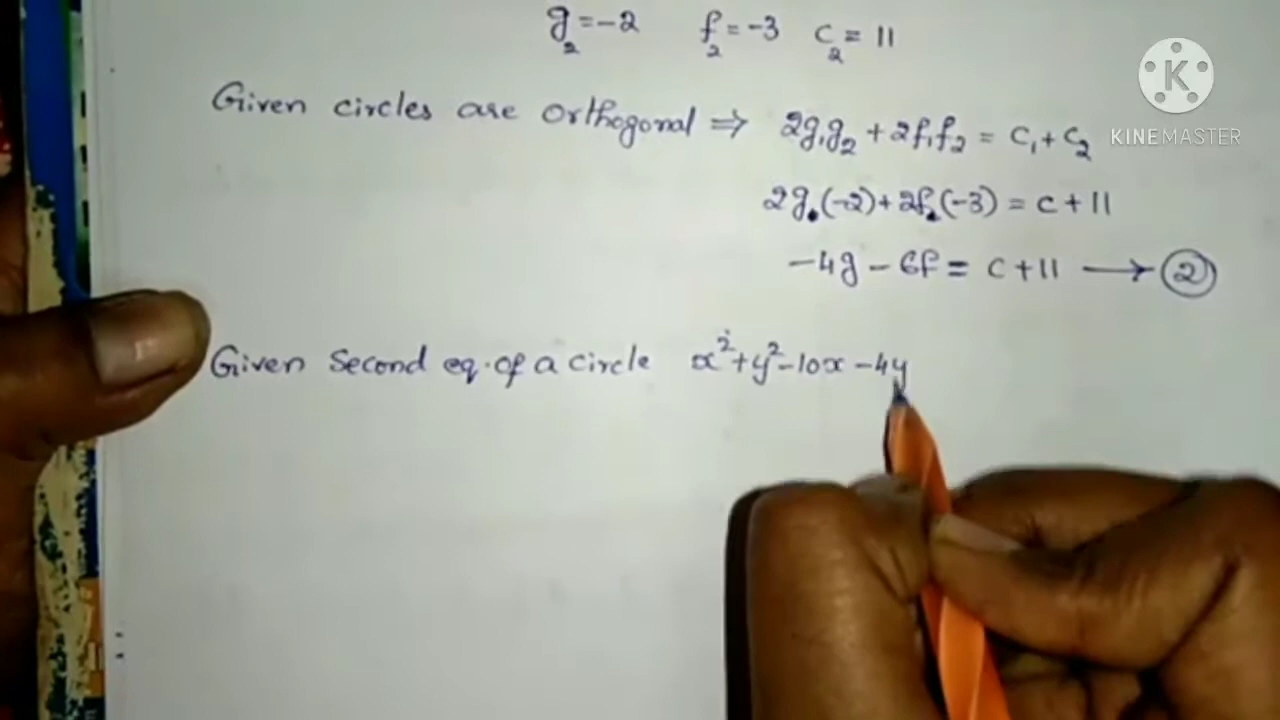 g₂ = -2 f₂ = -3 c₂ = 11
Given circles are orthogonal ⇒ 2g₁g₂ + 2f₁f₂ = c₁ + c₂
KINEMASTER
2g.(-2) + 2f.(-3) = c + 11
-4g - 6f = c + 11 → ②
Given Second eq. of a circle x² + y² - 10x - 4y